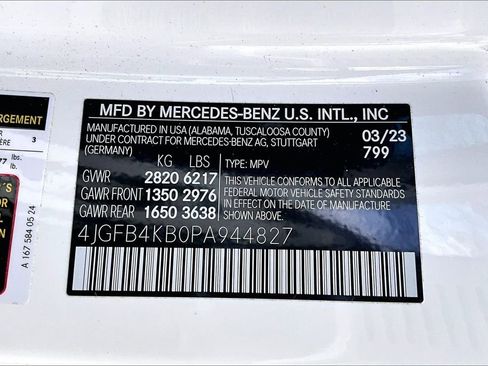 MFD BY MERCEDES-BENZ U.S. INTL., INC
MANUFACTURED IN USA (ALABAMA, TUSCALOOSA COUNTY)
UNDER CONTRACT FOR MERCEDES-BENZ AG, STUTTGART
(GERMANY)
03/23
799
KG LBS
GVWR 2820 6217
GAWR FRONT 1350 2976
GAWR REAR 1650 3638
TYPE: MPV
THIS VEHICLE CONFORMS TO ALL APPLICABLE
FEDERAL MOTOR VEHICLE SAFETY STANDARDS
IN EFFECT ON THE DATE OF MANUFACTURE
SHOWN ABOVE.
4JGFB4KB0PA944827
3
lbs.
lb.
A 167 584 05 24